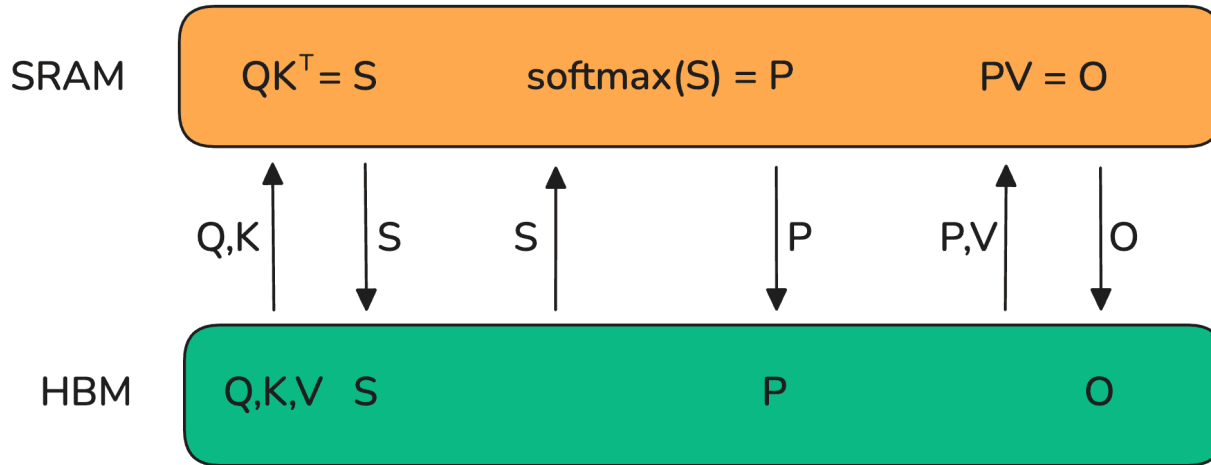 SRAM QKᵀ = S softmax(S) = P PV = O
Q,K S S P P,V O
HBM Q,K,V S P O